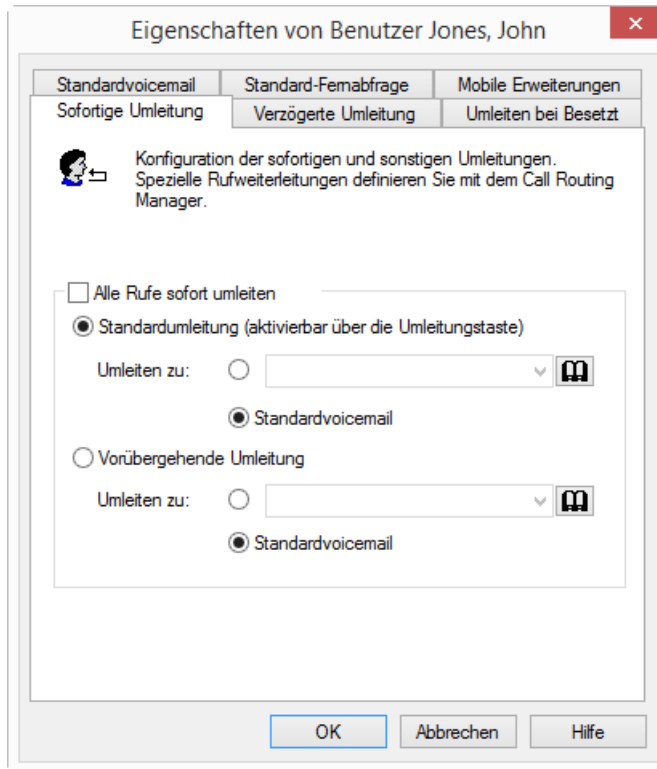 Eigenschaften von Benutzer Jones, John
Standardvoicemail
Standard-Fernabfrage
Mobile Erweiterungen
Sofortige Umleitung
Verzögerte Umleitung
Umleiten bei Besetzt
Konfiguration der sofortigen und sonstigen Umleitungen.
Spezielle Rufweiterleitungen definieren Sie mit dem Call Routing
Manager.
Alle Rufe sofort umleiten
Standardumleitung (aktivierbar über die Umleitungstaste)
Umleiten zu:
Standardvoicemail
Vorübergehende Umleitung
Umleiten zu:
Standardvoicemail
OK
Abbrechen
Hilfe